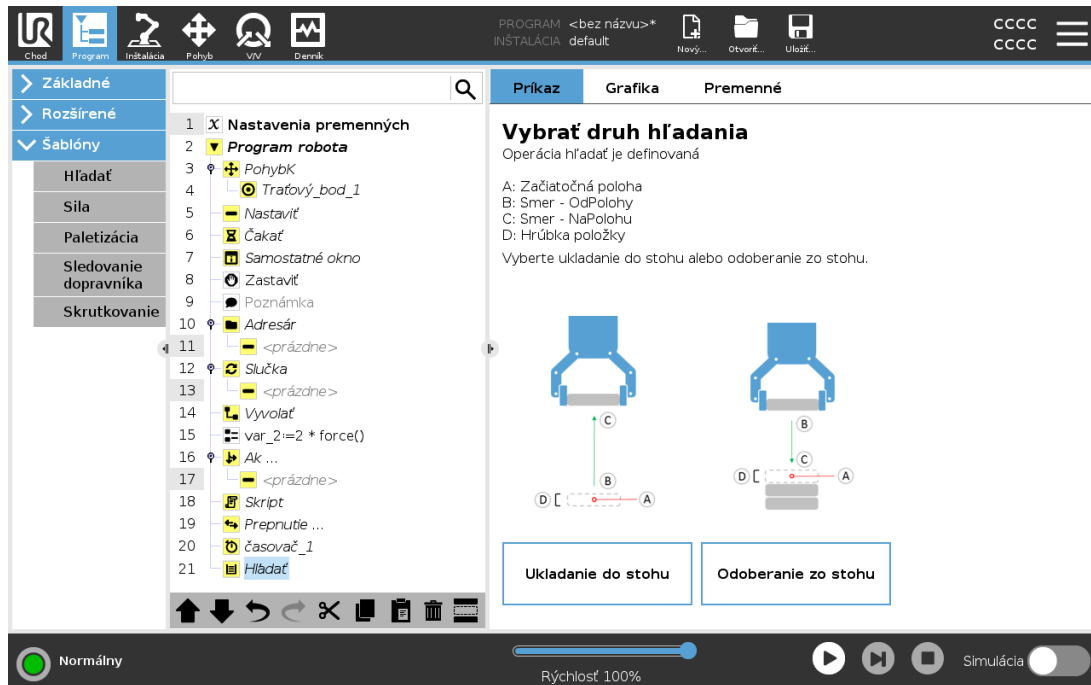 PROGRAM <bez názvu>*
INŠTALÁCIA default
CCCC
CCCC
Chod
Program
Inštalácia
Pohyb
V/V
Denník
Nový...
Otvoriť...
Uložiť...
Základné
Rozšírené
Šablóny
Hľadať
Sila
Paletizácia
Sledovanie
dopravníka
Skrutkovanie
1 X Nastavenia premenných
2 Program robota
3 PohybK
4 Traťový_bod_1
5 Nastaviť
6 Čakať
7 Samostatné okno
8 Zastaviť
9 Poznámka
10 Adresár
11 <prázdne>
12 Slučka
13 <prázdne>
14 Vyvolať
15 var_2:=2 * force()
16 Ak ...
17 <prázdne>
18 Skript
19 Prepnutie ...
20 časovač_1
21 Hľadať
Príkaz
Grafika
Premenné
Vybrať druh hľadania
Operácia hľadať je definovaná
A: Začiatočná poloha
B: Smer - OdPolohy
C: Smer - NaPolohu
D: Hrúbka položky
Vyberte ukladanie do stohu alebo odoberanie zo stohu.
C
B
D
A
B
C
D
A
Ukladanie do stohu
Odoberanie zo stohu
Normálny
Rýchlosť 100%
Simulácia